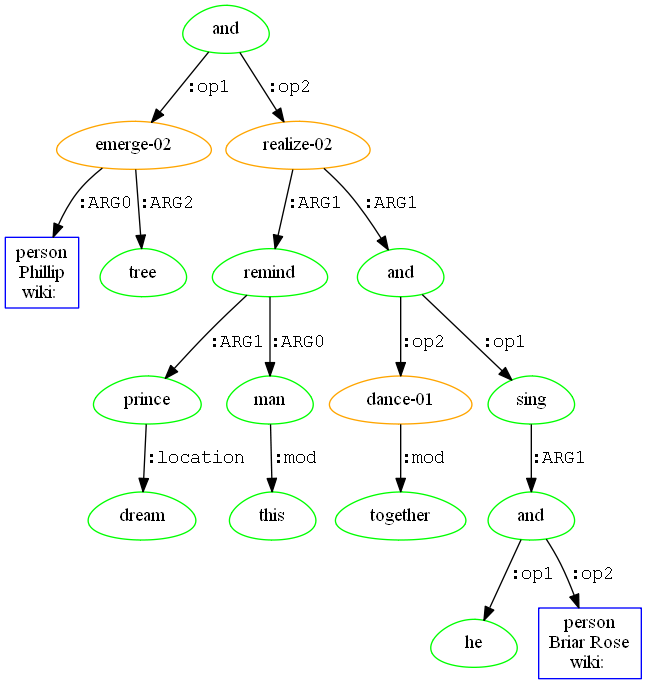 and
:op1
:op2
emerge-02
realize-02
:ARG0
:ARG2
:ARG1
:ARG1
person
Phillip
wiki:
tree
remind
and
:ARG1
:ARG0
:op2
:op1
prince
man
dance-01
sing
:location
:mod
:mod
:ARG1
dream
this
together
and
:op1
:op2
he
person
Briar Rose
wiki: